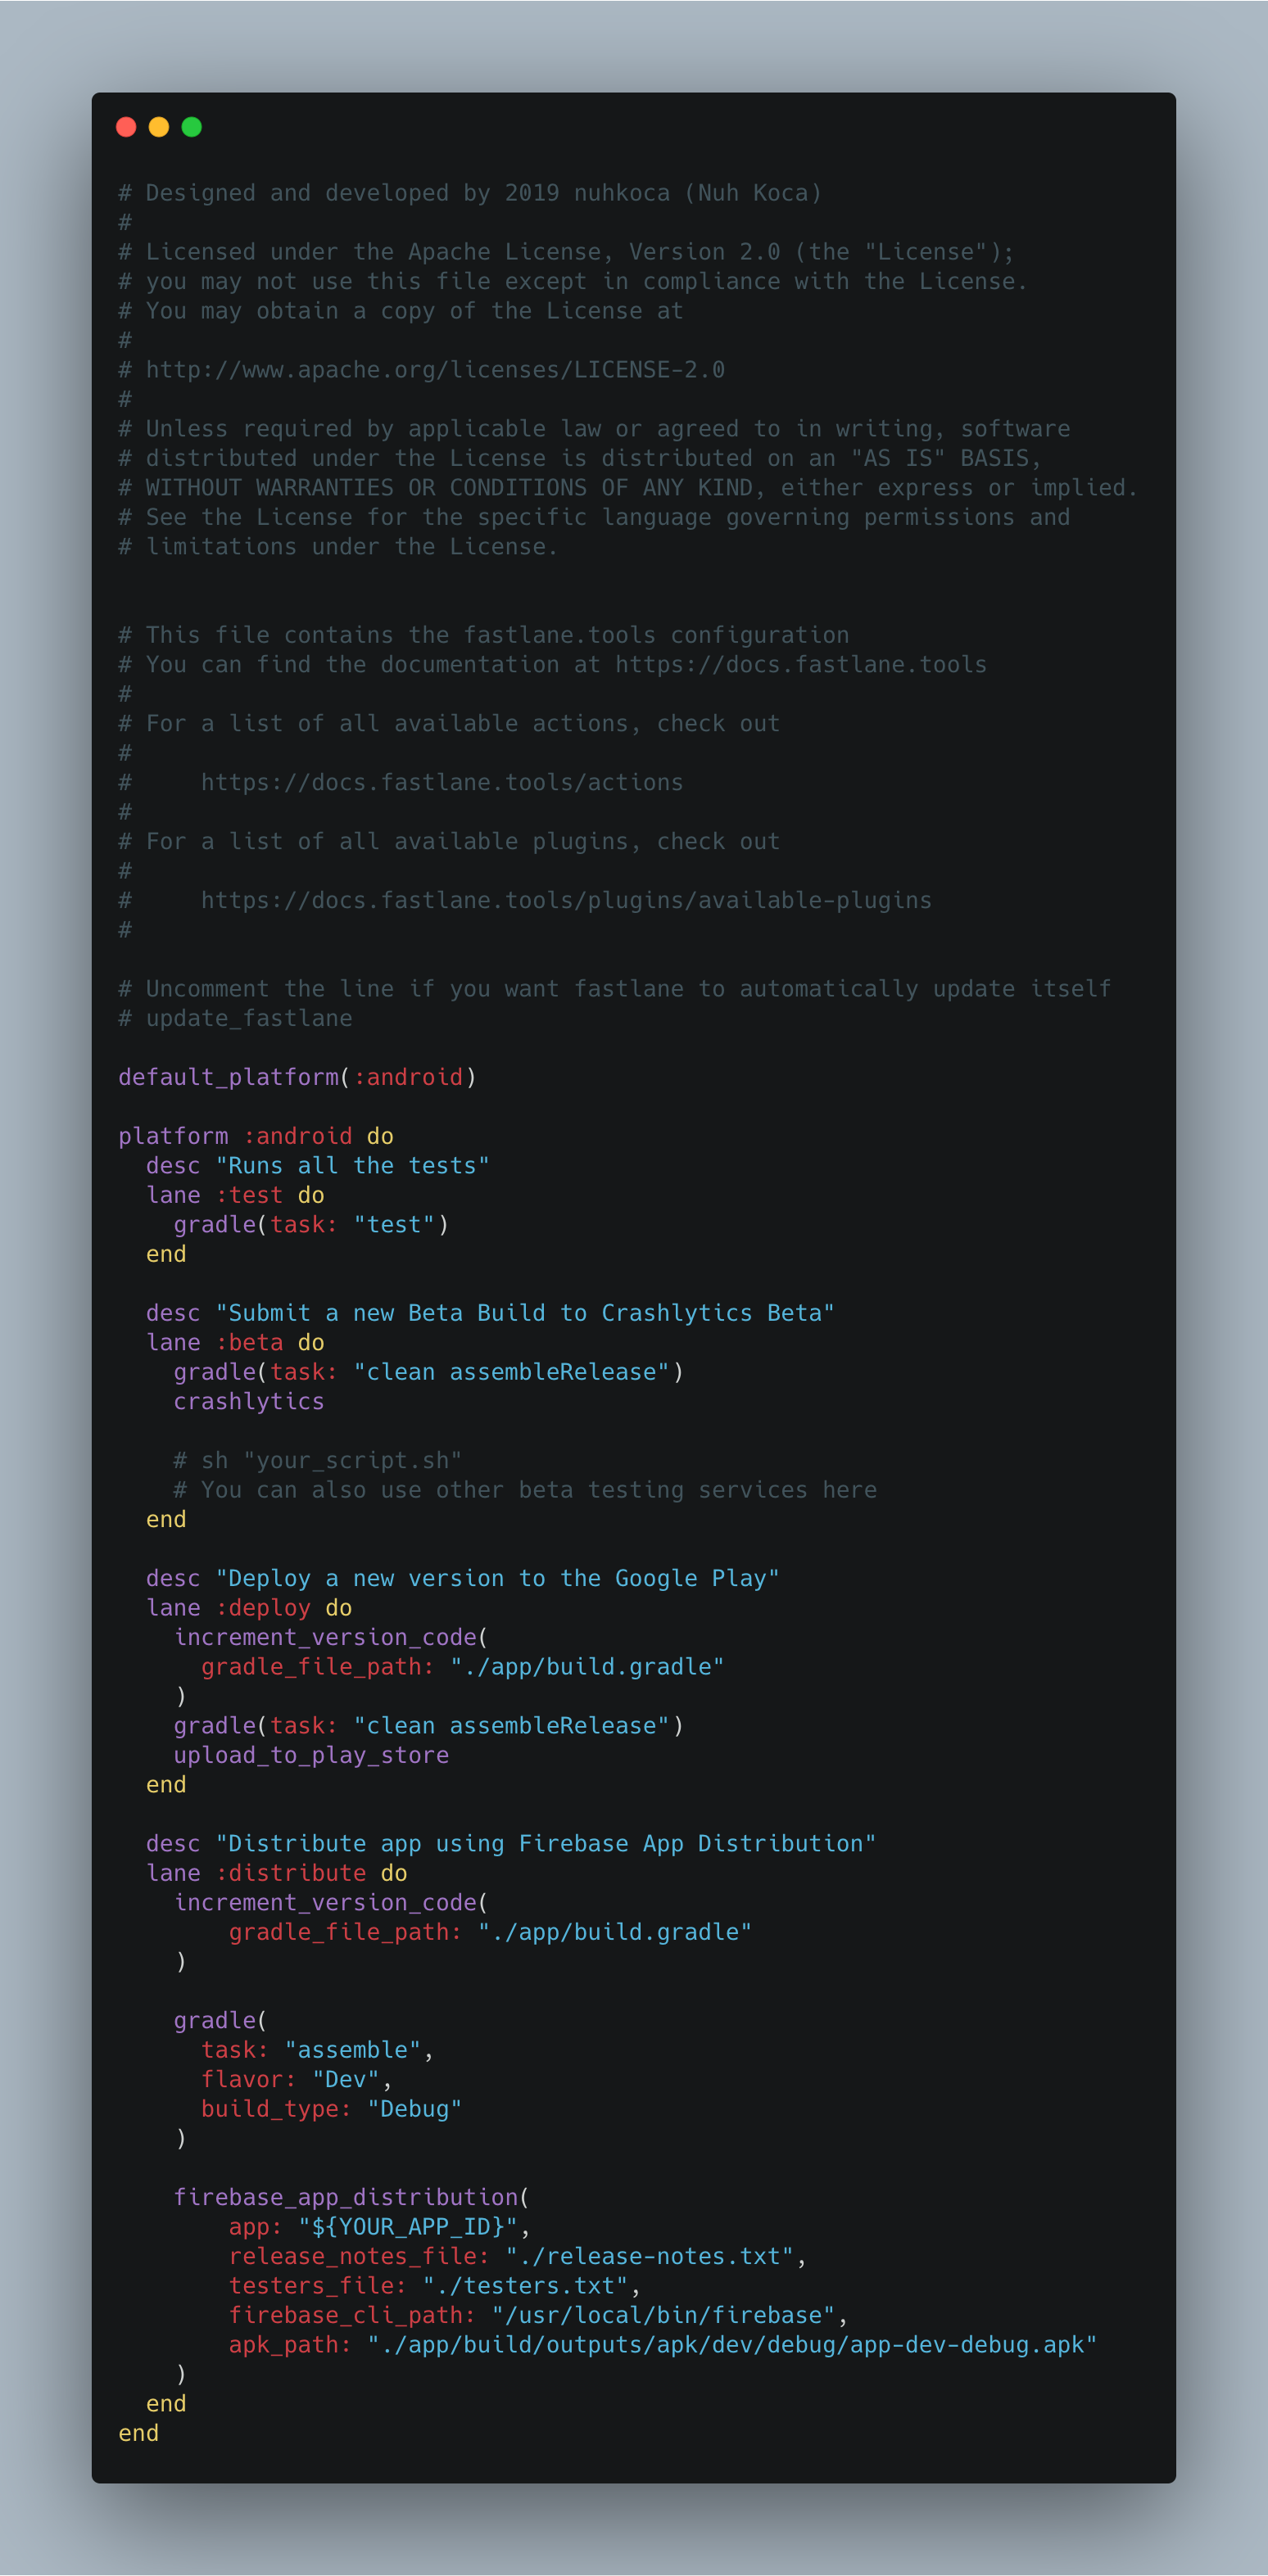 # Designed and developed by 2019 nuhkoca (Nuh Koca)
#
# Licensed under the Apache License, Version 2.0 (the "License");
# you may not use this file except in compliance with the License.
# You may obtain a copy of the License at
#
# http://www.apache.org/licenses/LICENSE-2.0
#
# Unless required by applicable law or agreed to in writing, software
# distributed under the License is distributed on an "AS IS" BASIS,
# WITHOUT WARRANTIES OR CONDITIONS OF ANY KIND, either express or implied.
# See the License for the specific language governing permissions and
# limitations under the License.


# This file contains the fastlane.tools configuration
# You can find the documentation at https://docs.fastlane.tools
#
# For a list of all available actions, check out
#
#     https://docs.fastlane.tools/actions
#
# For a list of all available plugins, check out
#
#     https://docs.fastlane.tools/plugins/available-plugins
#

# Uncomment the line if you want fastlane to automatically update itself
# update_fastlane

default_platform(:android)

platform :android do
  desc "Runs all the tests"
  lane :test do
    gradle(task: "test")
  end

  desc "Submit a new Beta Build to Crashlytics Beta"
  lane :beta do
    gradle(task: "clean assembleRelease")
    crashlytics

    # sh "your_script.sh"
    # You can also use other beta testing services here
  end

  desc "Deploy a new version to the Google Play"
  lane :deploy do
    increment_version_code(
      gradle_file_path: "./app/build.gradle"
    )
    gradle(task: "clean assembleRelease")
    upload_to_play_store
  end

  desc "Distribute app using Firebase App Distribution"
  lane :distribute do
    increment_version_code(
        gradle_file_path: "./app/build.gradle"
    )

    gradle(
      task: "assemble",
      flavor: "Dev",
      build_type: "Debug"
    )

    firebase_app_distribution(
        app: "${YOUR_APP_ID}",
        release_notes_file: "./release-notes.txt",
        testers_file: "./testers.txt",
        firebase_cli_path: "/usr/local/bin/firebase",
        apk_path: "./app/build/outputs/apk/dev/debug/app-dev-debug.apk"
    )
  end
end